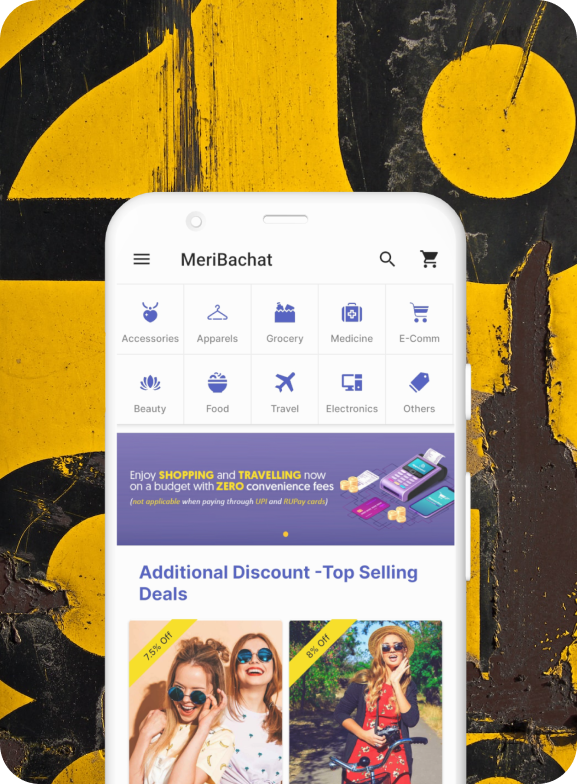 MeriBachat
Accessories
Apparels
Grocery
Medicine
E-Comm
Beauty
Food
Travel
Electronics
Others
Enjoy SHOPPING and TRAVELLING now
on a budget with ZERO convenience fees
(not applicable when paying through UPI and RUPay cards)
Additional Discount -Top Selling
Deals
7.5% Off
8% Off